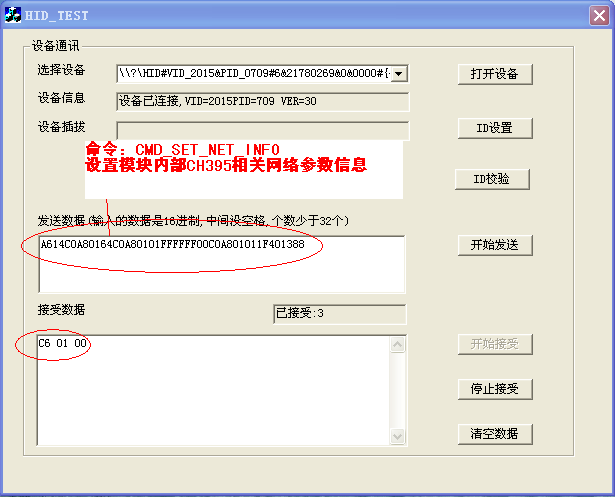 HID_TEST
设备通讯
选择设备
\\?\HID#VID_2015&PID_0709#6&21780269&0&0000#{
打开设备
设备信息
设备已连接,VID=2015PID=709 VER=30
设备插拔
ID设置
命令: CMD_SET_NET_INFO
设置模块内部CH395相关网络参数信息
ID校验
发送数据(输入的数据是16进制,中间没空格,个数少于32个)
A614C0A80164C0A80101FFFFFF00C0A801011F401388
开始发送
接受数据
已接受:3
C6 01 00
开始接受
停止接受
清空数据